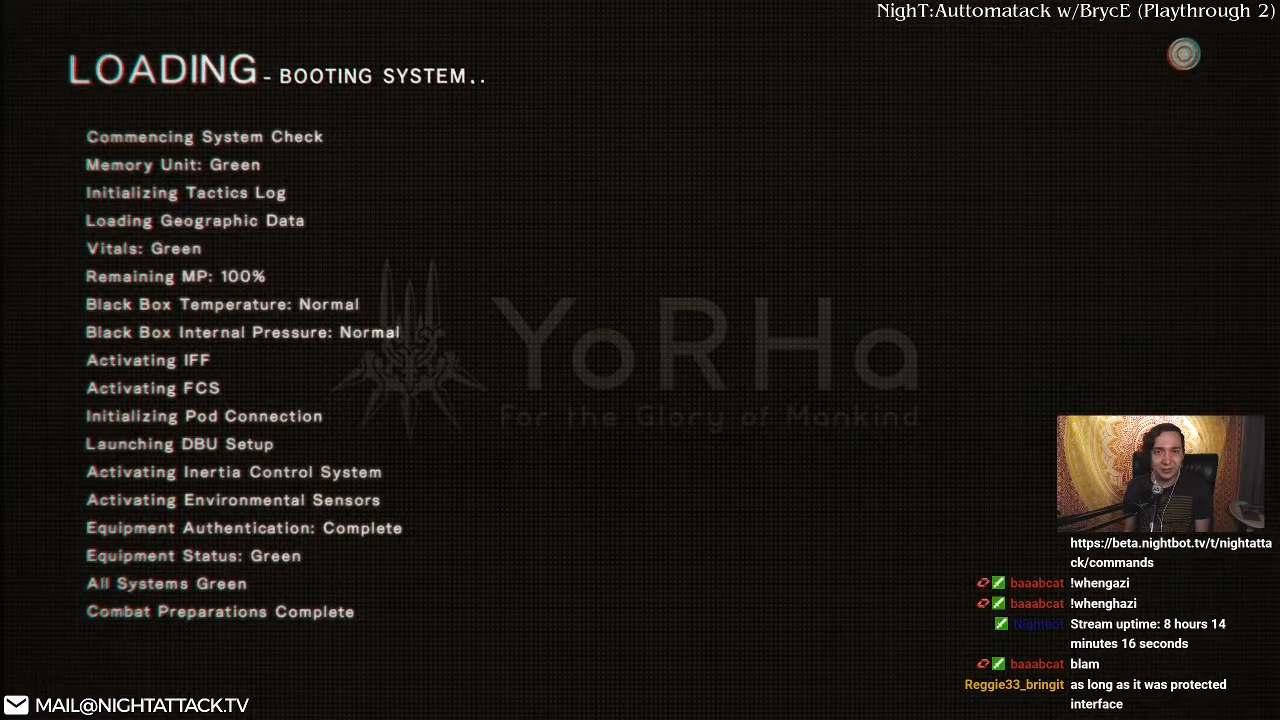 NighT:Auttomatack w/BrycE (Playthrough 2)
LOADING - BOOTING SYSTEM..
Commencing System Check
Memory Unit: Green
Initializing Tactics Log
Loading Geographic Data
Vitals: Green
Remaining MP: 100%
Black Box Temperature: Normal
Black Box Internal Pressure: Normal
Activating IFF
Activating FCS
Initializing Pod Connection
Launching DBU Setup
Activating Inertia Control System
Activating Environmental Sensors
Equipment Authentication: Complete
Equipment Status: Green
All Systems Green
Combat Preparations Complete
YoRHa
For the Glory of Mankind
https://beta.nightbot.tv/t/nightatta
ck/commands
baaabcat !whengazi
baaabcat !whenghazi
Nightbot Stream uptime: 8 hours 14
minutes 16 seconds
baaabcat blam
Reggie33_bringit as long as it was protected
interface
MAIL@NIGHTATTACK.TV